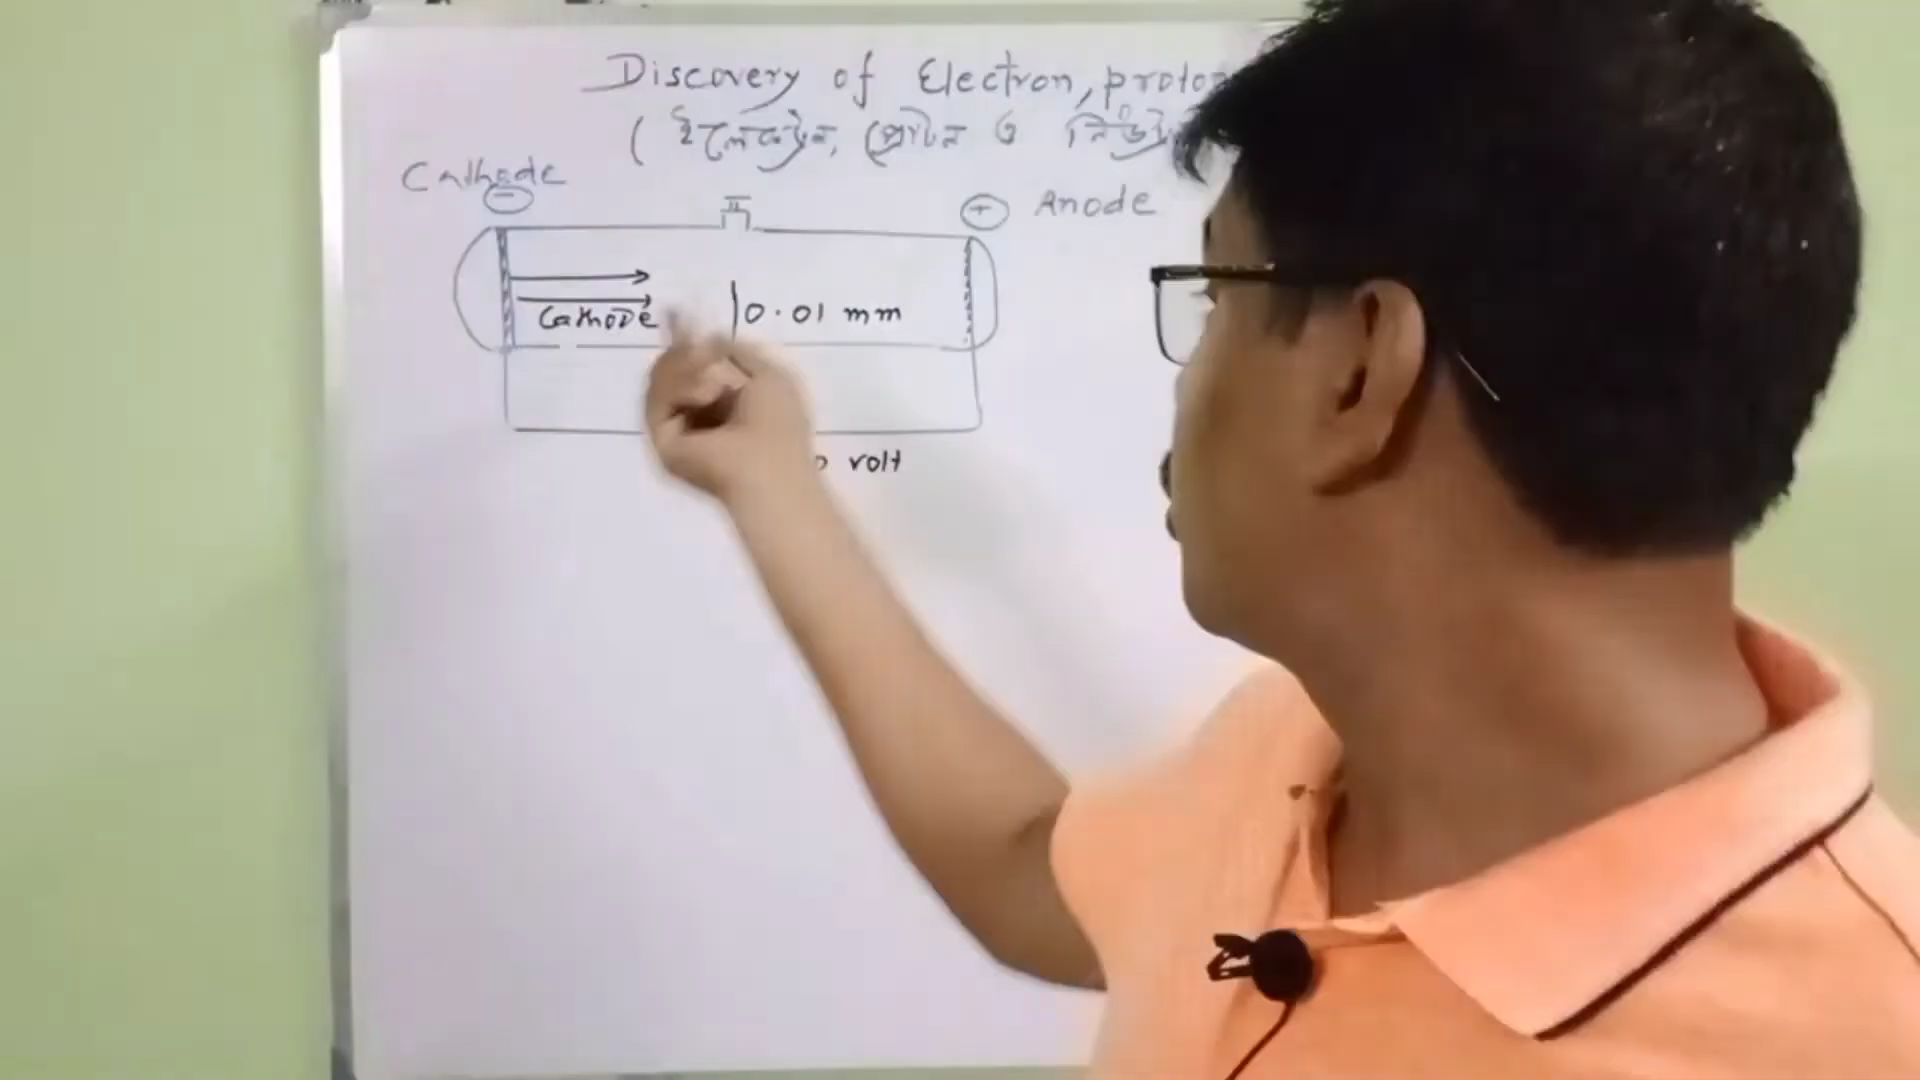 Discovery of Electron, proto
( ইলেকট্রন, প্রোটন ও নিউট্র
Cathode
-
+ Anode
Cathode
0.01 mm
volt